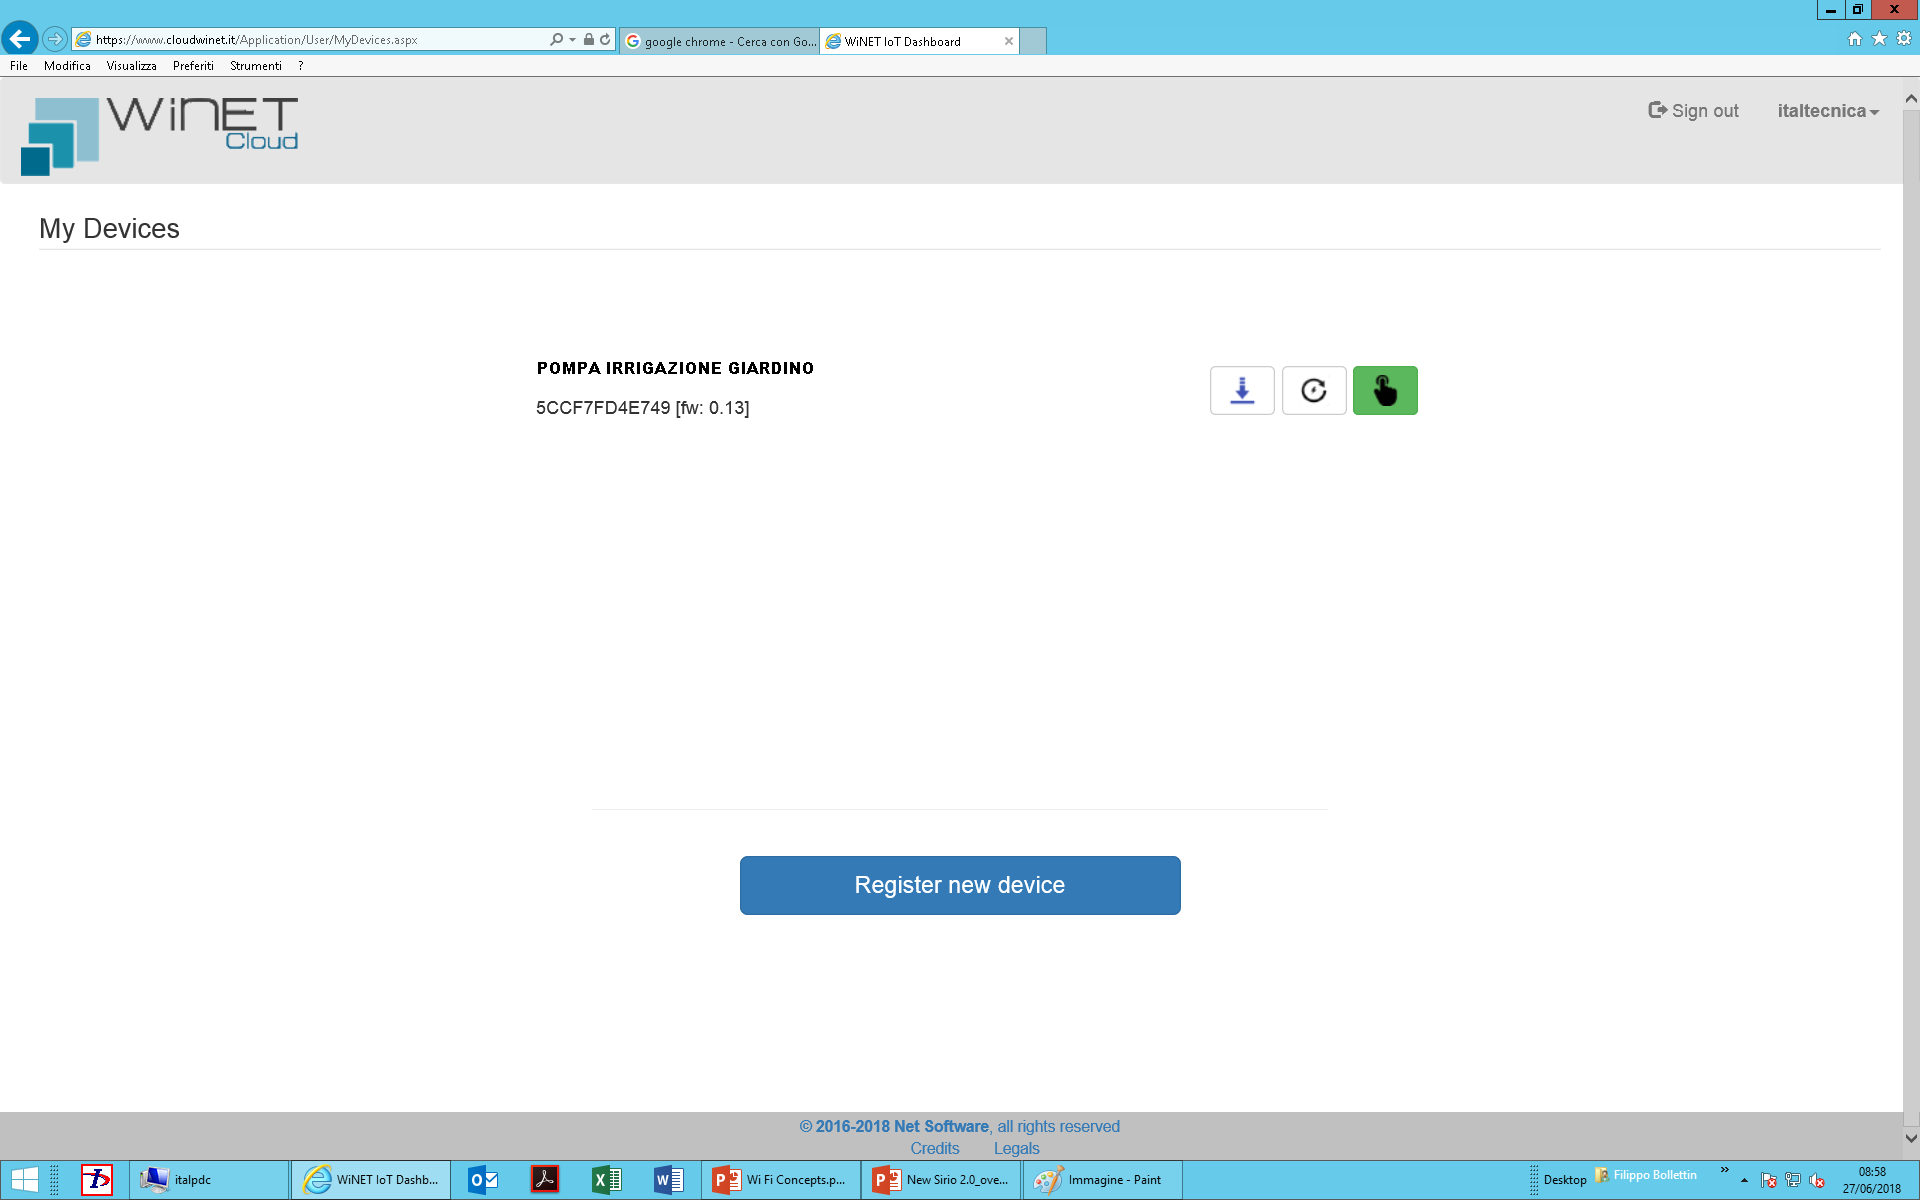 https://www.cloudwinet.it/Application/User/MyDevices.aspx
google chrome - Cerca con Go...
WiNET IoT Dashboard
File Modifica Visualizza Preferiti Strumenti ?
WiNET
Cloud
Sign out
italtecnica
My Devices
POMPA IRRIGAZIONE GIARDINO
5CCF7FD4E749 [fw: 0.13]
Register new device
© 2016-2018 Net Software, all rights reserved
Credits Legals
italpdc
WiNET IoT Dashb...
Wi Fi Concepts.p...
New Sirio 2.0_ove...
Immagine - Paint
Desktop
Filippo Bollettin
08:58
27/06/2018